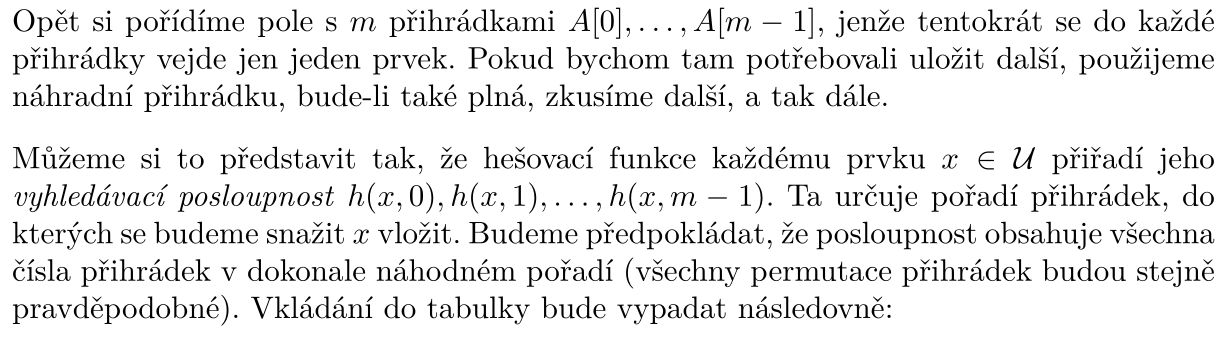 Opět si pořídíme pole s m přihrádkami A[0], . . . , A[m − 1], jenže tentokrát se do každé
přihrádky vejde jen jeden prvek. Pokud bychom tam potřebovali uložit další, použijeme
náhradní přihrádku, bude-li také plná, zkusíme další, a tak dále.
Můžeme si to představit tak, že hešovací funkce každému prvku x ∈ 𝒰 přiřadí jeho
vyhledávací posloupnost h(x, 0), h(x, 1), . . . , h(x, m − 1). Ta určuje pořadí přihrádek, do
kterých se budeme snažit x vložit. Budeme předpokládat, že posloupnost obsahuje všechna
čísla přihrádek v dokonale náhodném pořadí (všechny permutace přihrádek budou stejně
pravděpodobné). Vkládání do tabulky bude vypadat následovně: